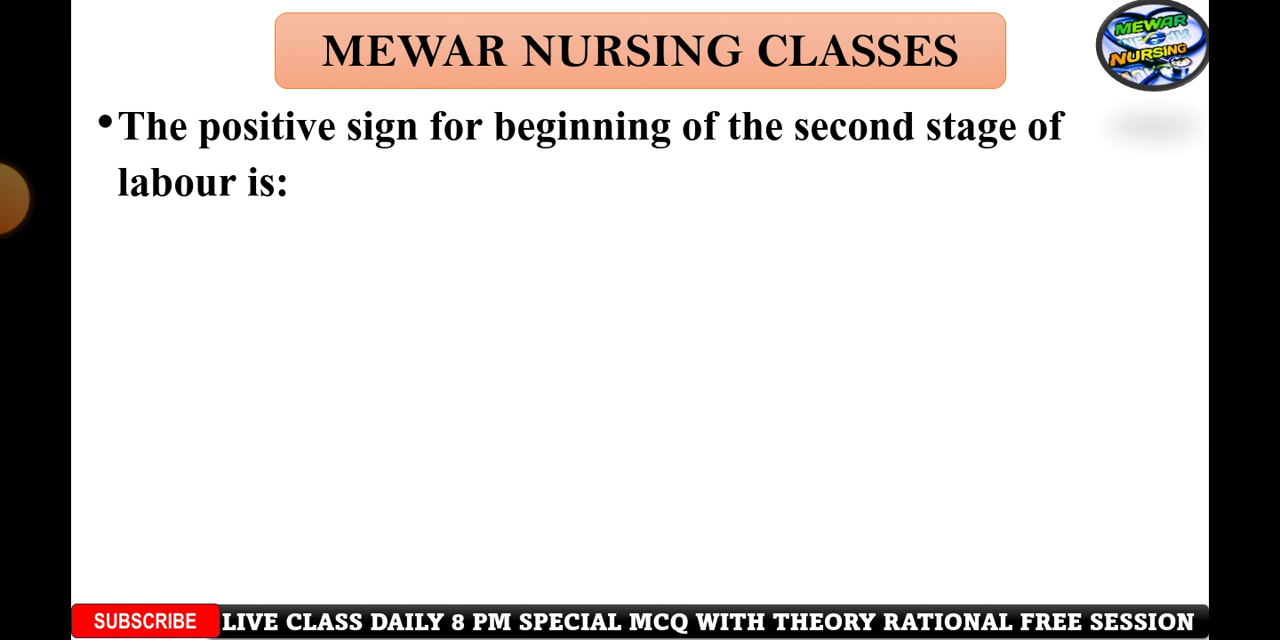 MEWAR NURSING CLASSES
MEWAR
NURSING
•The positive sign for beginning of the second stage of
labour is:
SUBSCRIBE
LIVE CLASS DAILY 8 PM SPECIAL MCQ WITH THEORY RATIONAL FREE SESSION